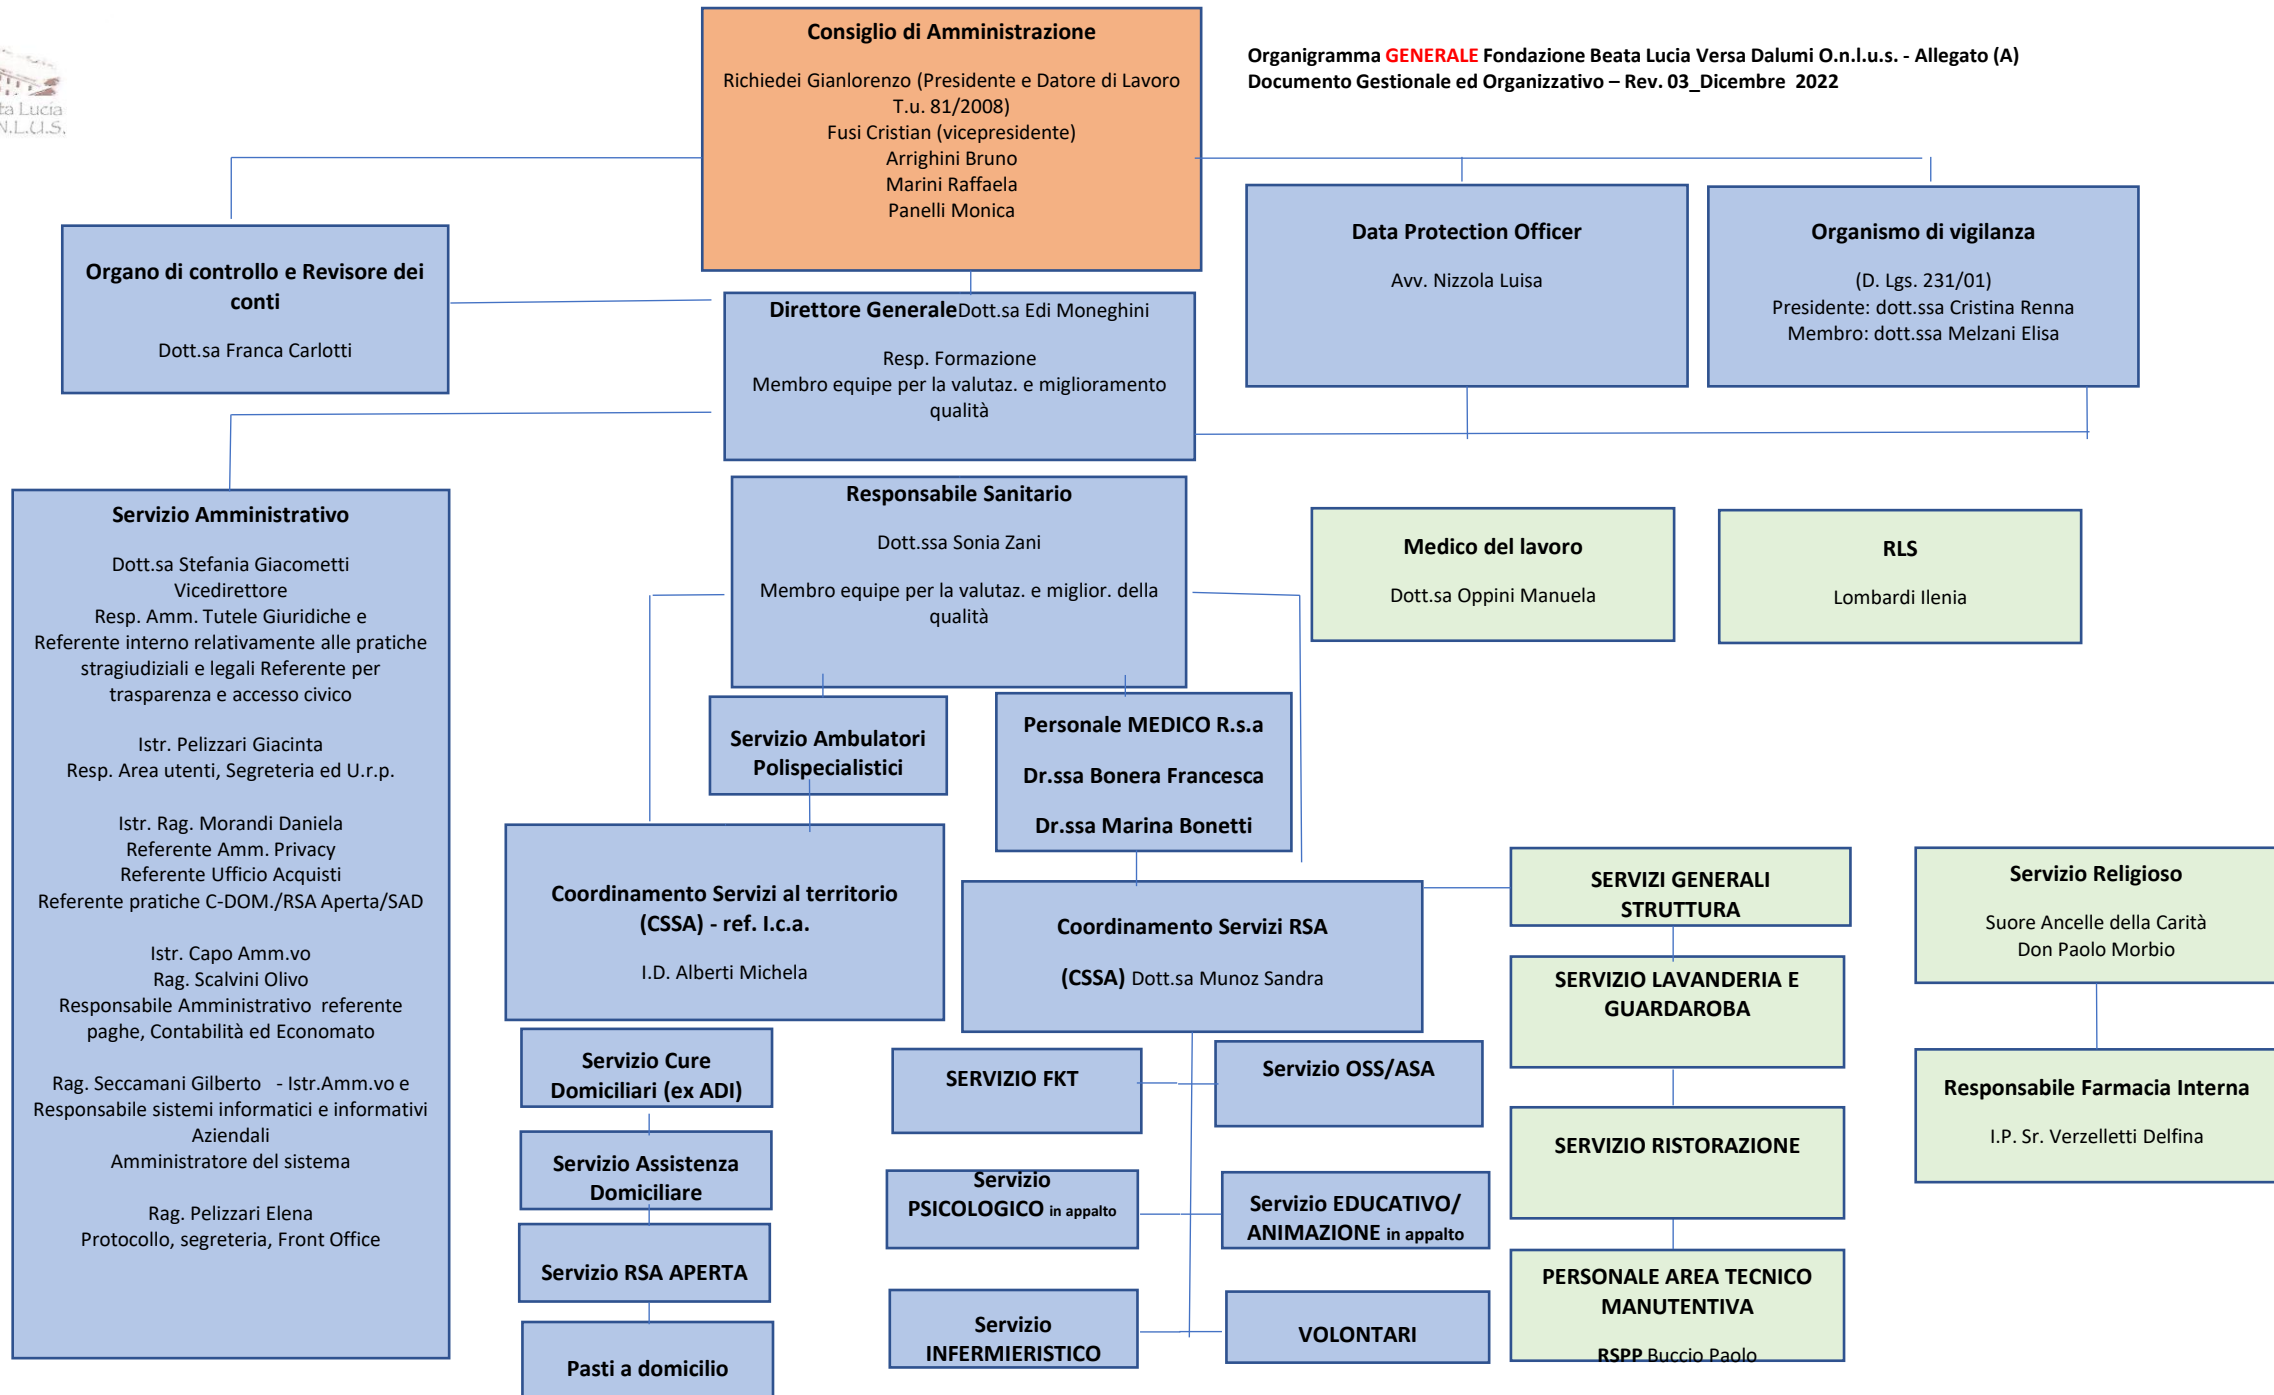 Consiglio di Amministrazione
Richiedei Gianlorenzo (Presidente e Datore di Lavoro
T.u. 81/2008)
Fusi Cristian (vicepresidente)
Arrighini Bruno
Marini Raffaela
Panelli Monica
Organigramma GENERALE Fondazione Beata Lucia Versa Dalumi O.n.l.u.s. - Allegato (A)
Documento Gestionale ed Organizzativo – Rev. 03_Dicembre 2022
Lucia
N.L.U.S.
Organo di controllo e Revisore dei
conti
Dott.sa Franca Carlotti
Direttore GeneraleDott.sa Edi Moneghini
Resp. Formazione
Membro equipe per la valutaz. e miglioramento
qualità
Data Protection Officer
Avv. Nizzola Luisa
Organismo di vigilanza
(D. Lgs. 231/01)
Presidente: dott.ssa Cristina Renna
Membro: dott.ssa Melzani Elisa
Servizio Amministrativo
Dott.sa Stefania Giacometti
Vicedirettore
Resp. Amm. Tutele Giuridiche e
Referente interno relativamente alle pratiche
stragiudiziali e legali Referente per
trasparenza e accesso civico
Istr. Pelizzari Giacinta
Resp. Area utenti, Segreteria ed U.r.p.
Istr. Rag. Morandi Daniela
Referente Amm. Privacy
Referente Ufficio Acquisti
Referente pratiche C-DOM./RSA Aperta/SAD
Istr. Capo Amm.vo
Rag. Scalvini Olivo
Responsabile Amministrativo referente
paghe, Contabilità ed Economato
Rag. Seccamani Gilberto - Istr.Amm.vo e
Responsabile sistemi informatici e informativi
Aziendali
Amministratore del sistema
Rag. Pelizzari Elena
Protocollo, segreteria, Front Office
Responsabile Sanitario
Dott.ssa Sonia Zani
Membro equipe per la valutaz. e miglior. della
qualità
Medico del lavoro
Dott.sa Oppini Manuela
RLS
Lombardi Ilenia
Servizio Ambulatori
Polispecialistici
Personale MEDICO R.s.a
Dr.ssa Bonera Francesca
Dr.ssa Marina Bonetti
Coordinamento Servizi al territorio
(CSSA) - ref. I.c.a.
I.D. Alberti Michela
Coordinamento Servizi RSA
(CSSA) Dott.sa Munoz Sandra
Servizio Cure
Domiciliari (ex ADI)
Servizio Assistenza
Domiciliare
Servizio RSA APERTA
Pasti a domicilio
SERVIZIO FKT
Servizio OSS/ASA
Servizio
PSICOLOGICO in appalto
Servizio EDUCATIVO/
ANIMAZIONE in appalto
Servizio
INFERMIERISTICO
VOLONTARI
SERVIZI GENERALI
STRUTTURA
SERVIZIO LAVANDERIA E
GUARDAROBA
SERVIZIO RISTORAZIONE
PERSONALE AREA TECNICO
MANUTENTIVA
RSPP Buccio Paolo
Servizio Religioso
Suore Ancelle della Carità
Don Paolo Morbio
Responsabile Farmacia Interna
I.P. Sr. Verzelletti Delfina